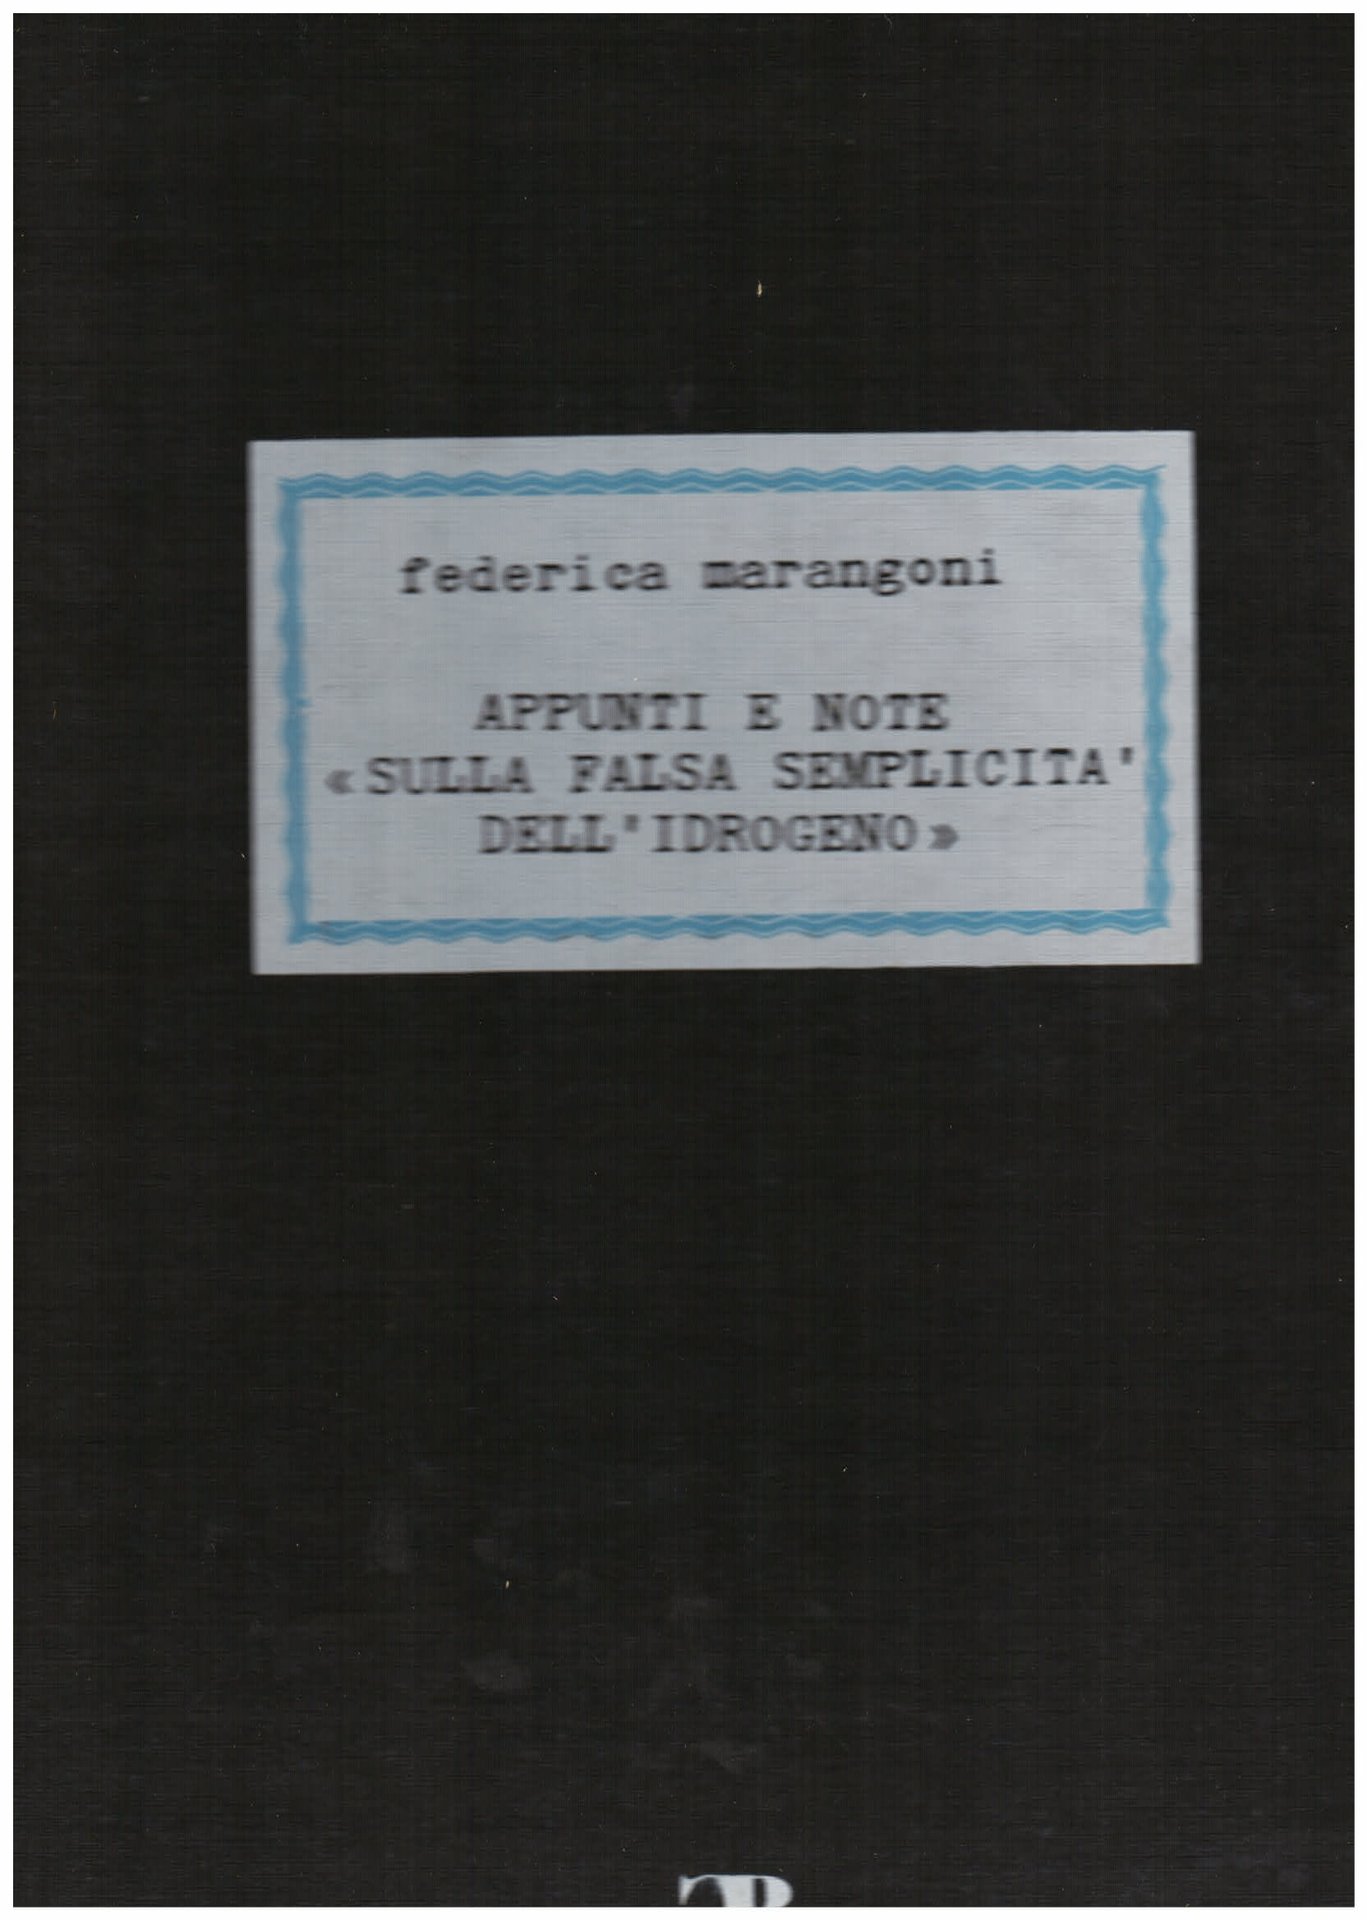 federica marangoni
APPUNTI E NOTE
«SULLA FALSA SEMPLICITA'
DELL'IDROGENO»